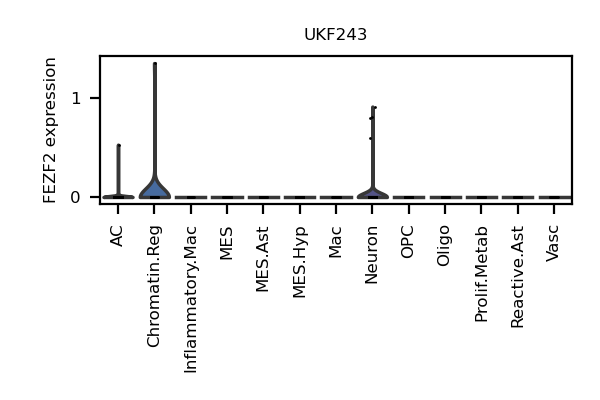 UKF243
FEZF2 expression
1
0
AC
Chromatin.Reg
Inflammatory.Mac
MES
MES.Ast
MES.Hyp
Mac
Neuron
OPC
Oligo
Prolif.Metab
Reactive.Ast
Vasc